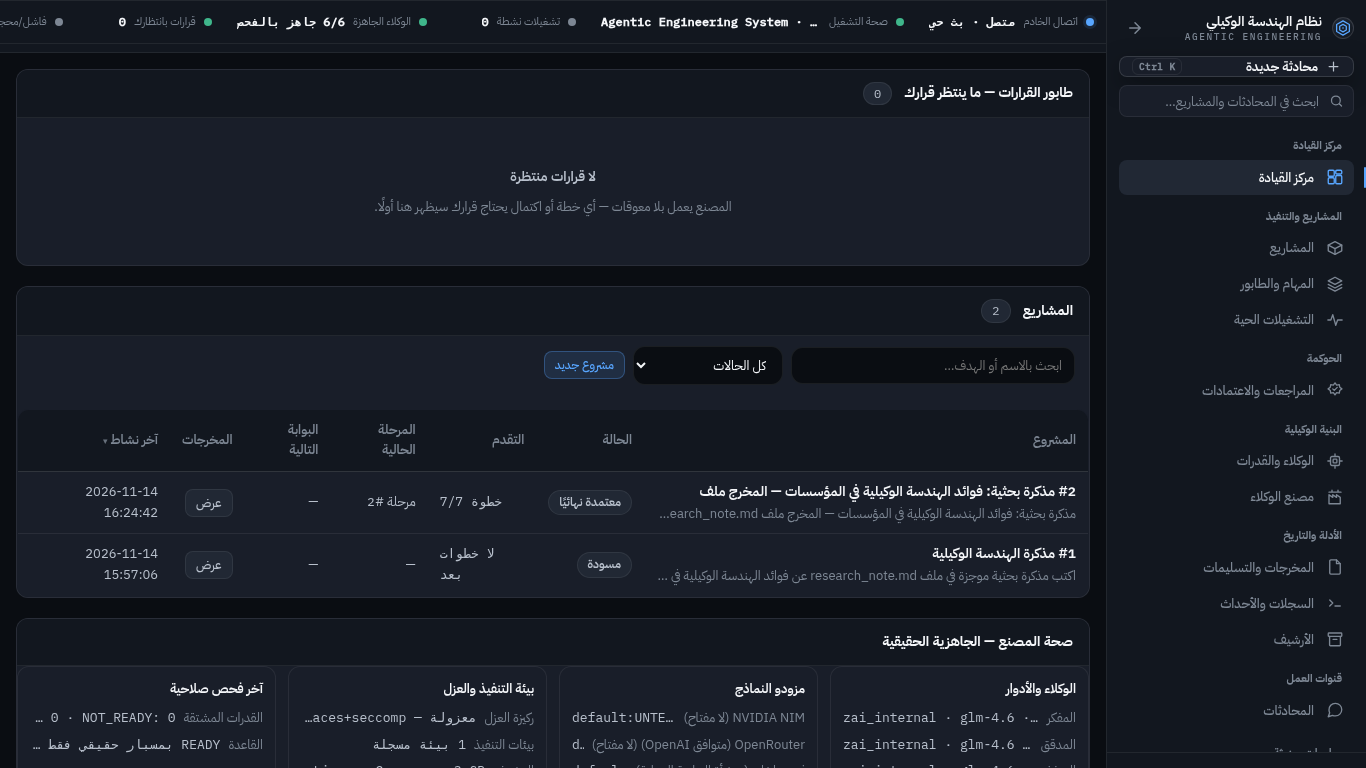 نظام الهندسة الوكيلي
AGENTIC ENGINEERING
محادثة جديدة
Ctrl K
ابحث في المحادثات والمشاريع...
مركز القيادة
مركز القيادة
المشاريع والتنفيذ
المشاريع
المهام والطابور
التشغيلات الحية
الحوكمة
المراجعات والاعتمادات
البنية الوكيلية
الوكلاء والقدرات
مصنع الوكلاء
الأدلة والتاريخ
المخرجات والتسليمات
السجلات والأحداث
الأرشيف
قنوات العمل
المحادثات
اتصال الخادم متصل · بث حي
صحة التشغيل Agentic Engineering System · …
تشغيلات نشطة 0
الوكلاء الجاهزة 6/6 جاهز بالفحص
قرارات بانتظارك 0
طابور القرارات — ما ينتظر قرارك 0
لا قرارات منتظرة
المصنع يعمل بلا معوقات — أي خطة أو اكتمال يحتاج قرارك سيظهر هنا أولًا.
المشاريع 2
ابحث بالاسم أو الهدف...
كل الحالات
مشروع جديد
المشروع الحالة التقدم المرحلة الحالية البوابة التالية المخرجات آخر نشاط ▾
#2 مذكرة بحثية: فوائد الهندسة الوكيلية في المؤسسات — المخرج ملف
مذكرة بحثية: فوائد الهندسة الوكيلية في المؤسسات — المخرج ملف earch_note.md…
معتمدة نهائيًا
7/7 خطوة
مرحلة #2
—
عرض
2026-11-14
16:24:42
#1 مذكرة الهندسة الوكيلية
اكتب مذكرة بحثية موجزة في ملف research_note.md عن فوائد الهندسة الوكيلية في …
مسودة
لا خطوات
بعد
—
—
عرض
2026-11-14
15:57:06
صحة المصنع — الجاهزية الحقيقية
الوكلاء والأدوار
المفكر zai_internal · glm-4.6 ·…
المدقق zai_internal · glm-4.6 …
مزودو النماذج
NVIDIA NIM (لا مفتاح) default:UNTE…
OpenRouter (متوافق OpenAI) (لا مفتاح) d…
بيئة التنفيذ والعزل
ركيزة العزل معزولة — aces+seccomp…
بيئات التنفيذ 1 بيئة مسجلة
آخر فحص صلاحية
القدرات المشتقة NOT_READY: 0 · 0 …
القاعدة READY بمسبار حقيقي فقط …